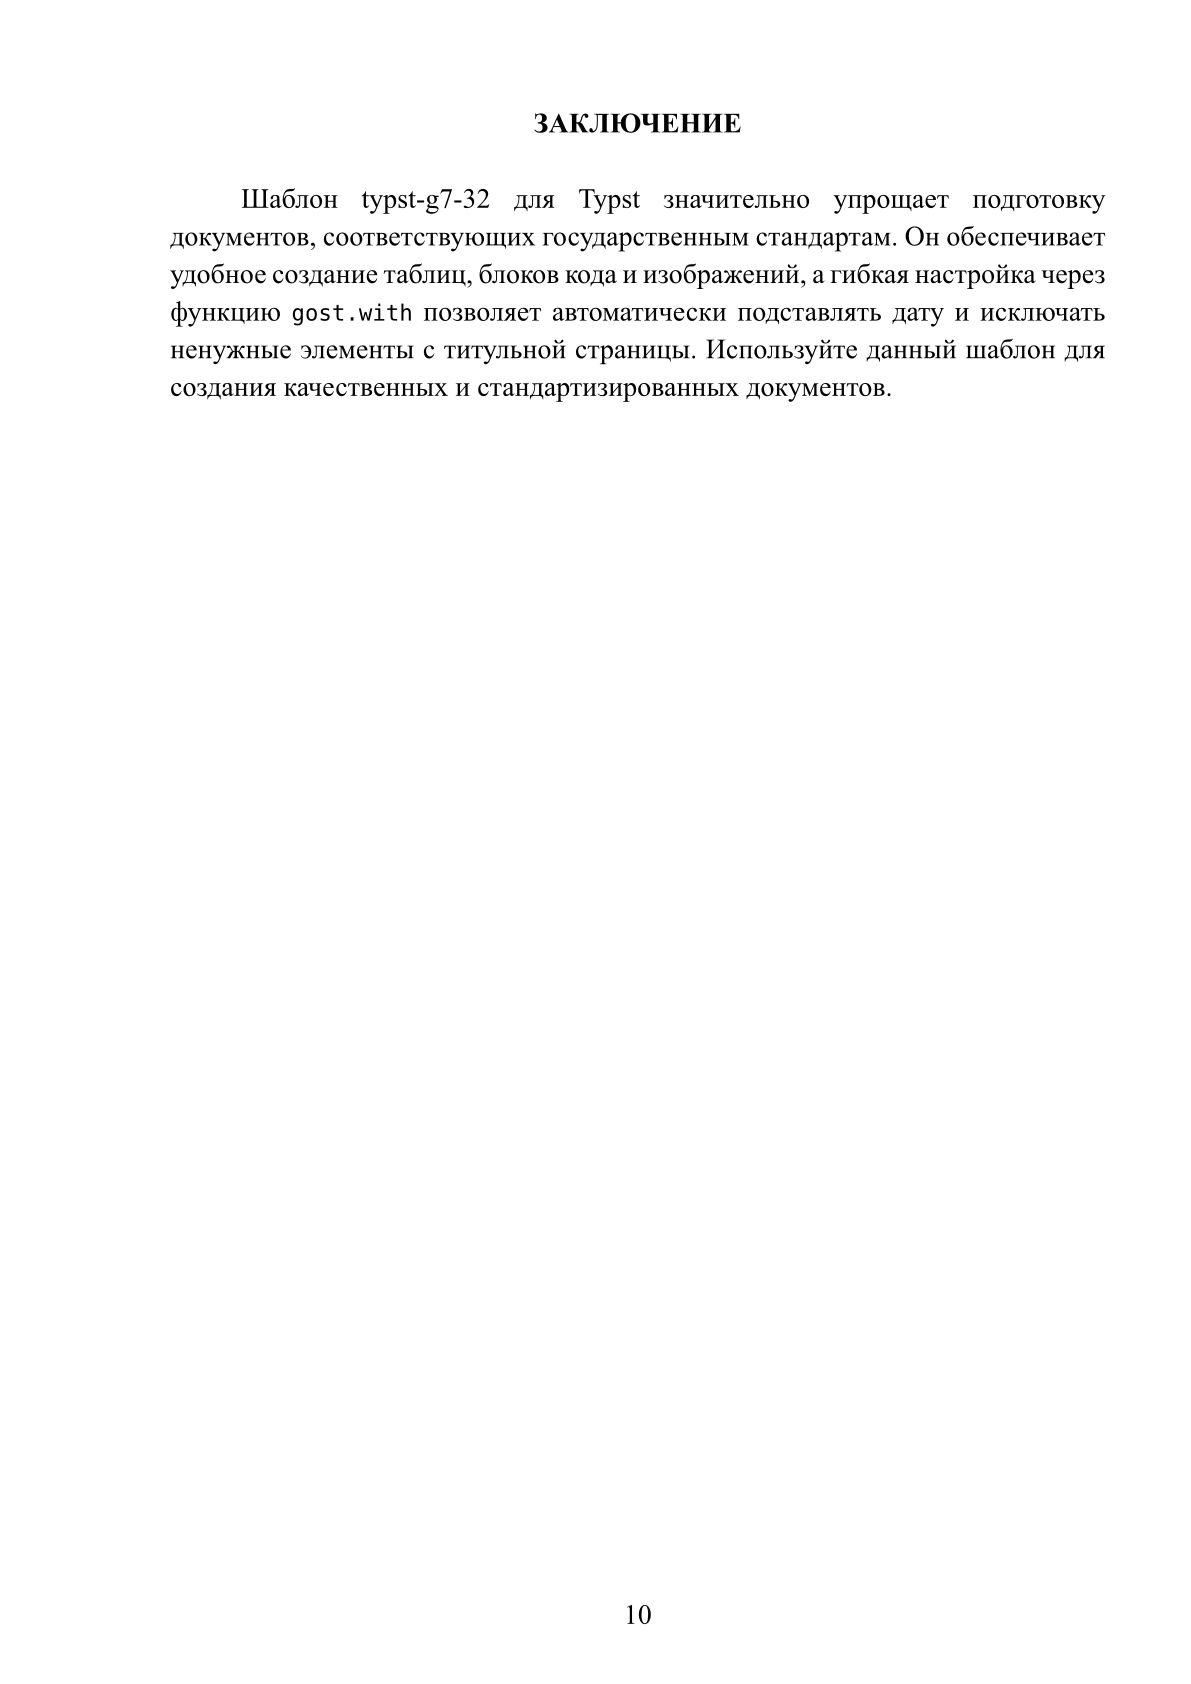 ЗАКЛЮЧЕНИЕ
Шаблон typst-g7-32 для Typst значительно упрощает подготовку
документов, соответствующих государственным стандартам. Он обеспечивает
удобное создание таблиц, блоков кода и изображений, а гибкая настройка через
функцию gost.with позволяет автоматически подставлять дату и исключать
ненужные элементы с титульной страницы. Используйте данный шаблон для
создания качественных и стандартизированных документов.
10